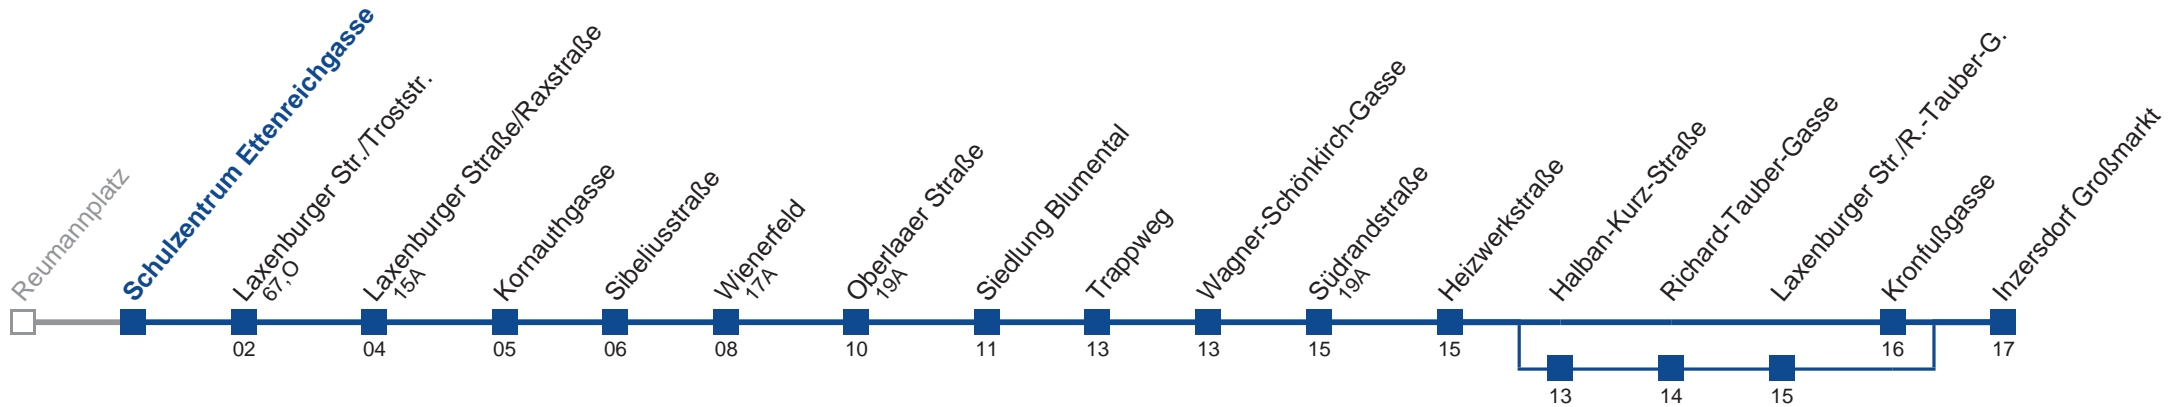 Reumannplatz
Schulzentrum Ettenreichgasse
Laxenburger Str./Troststr.
67,O
Laxenburger Straße/Raxstraße
15A
Kornauthgasse
Sibeliusstraße
Wienerfeld
17A
Oberlaaer Straße
19A
Siedlung Blumental
Trappweg
Wagner-Schönkirch-Gasse
Südrandstraße
19A
Heizwerkstraße
Halban-Kurz-Straße
Richard-Tauber-Gasse
Laxenburger Str./R.-Tauber-G.
Kronfußgasse
Inzersdorf Großmarkt
02 04 05 06 08 10 11 13 13 15 15 16 17
13 14 15